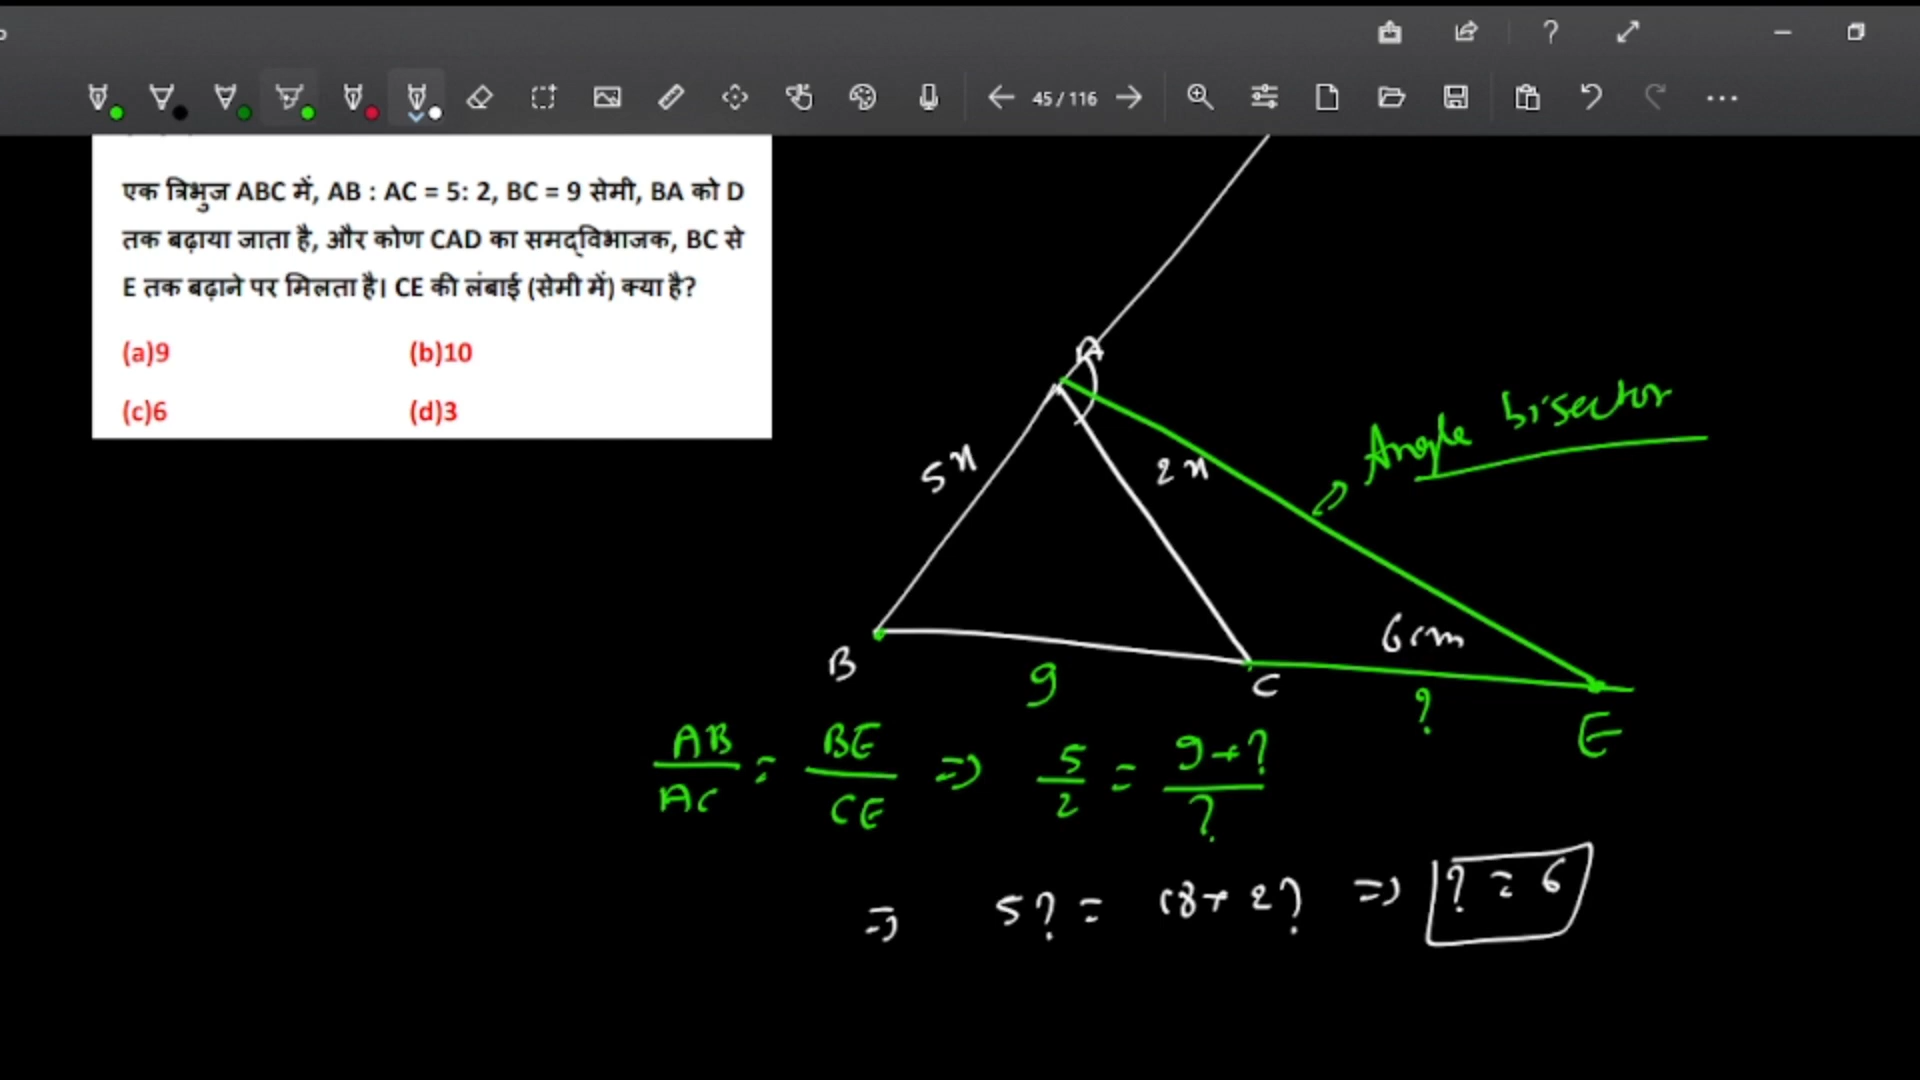 45 / 116
एक त्रिभुज ABC में, AB : AC = 5: 2, BC = 9 सेमी, BA को D
तक बढ़ाया जाता है, और कोण CAD का समद्विभाजक, BC से
E तक बढ़ाने पर मिलता है। CE की लंबाई (सेमी में) क्या है?
(a)9 (b)10
(c)6 (d)3
A
Angle bisector
5x 2x
6cm
B 9 C ? E
AB/AC = BE/CE => 5/2 = 9+?/?
=> 5? = 18+2? => ? = 6